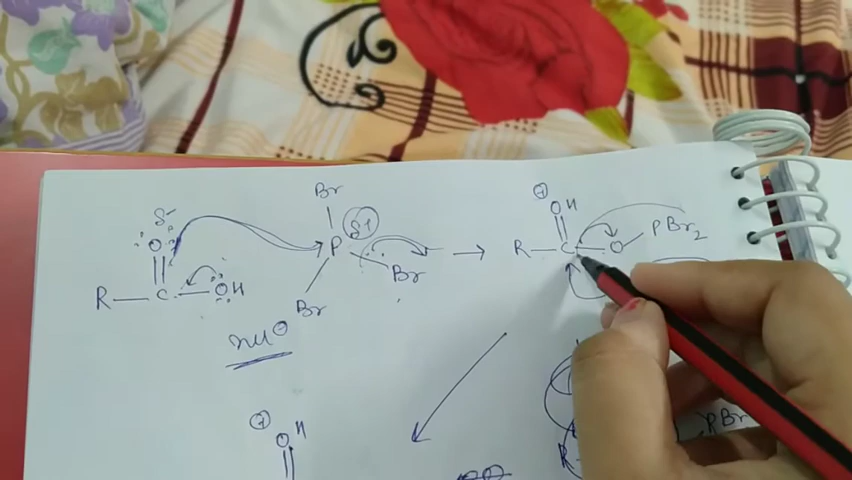 Br
|
δ- P δ+
:O: Br
||
R — C — OH
Br
nu⊖
→
⊕
OH
||
R — C — O — PBr2
⊕
OH
||
PBr
R